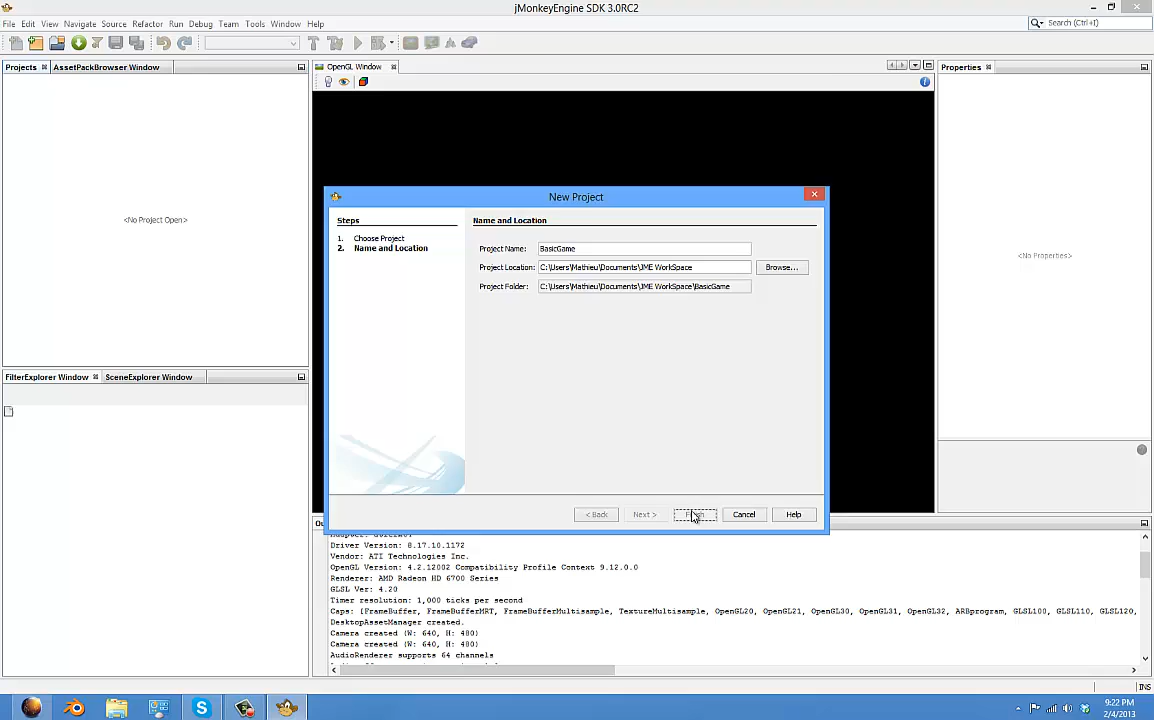 jMonkeyEngine SDK 3.0RC2
File Edit View Navigate Source Refactor Run Debug Team Tools Window Help
Search (Ctrl+I)
Projects AssetPackBrowser Window
OpenGL Window
Properties
<No Project Open>
<No Properties>
New Project
Steps
1. Choose Project
2. Name and Location
Name and Location
Project Name: BasicGame
Project Location: C:\Users\Mathieu\Documents\JME WorkSpace Browse...
Project Folder: C:\Users\Mathieu\Documents\JME WorkSpace\BasicGame
< Back Next > Cancel Help
FilterExplorer Window SceneExplorer Window
Driver Version: 8.17.10.1172
Vendor: ATI Technologies Inc.
OpenGL Version: 4.2.12002 Compatibility Profile Context 9.12.0.0
Renderer: AMD Radeon HD 6700 Series
GLSL Ver: 4.20
Timer resolution: 1,000 ticks per second
Caps: [FrameBuffer, FrameBufferMRT, FrameBufferMultisample, TextureMultisample, OpenGL20, OpenGL21, OpenGL30, OpenGL31, OpenGL32, ARBprogram, GLSL100, GLSL110, GLSL120,
DesktopAssetManager created.
Camera created (W: 640, H: 480)
Camera created (W: 640, H: 480)
AudioRenderer supports 64 channels
INS
9:22 PM
2/4/2013